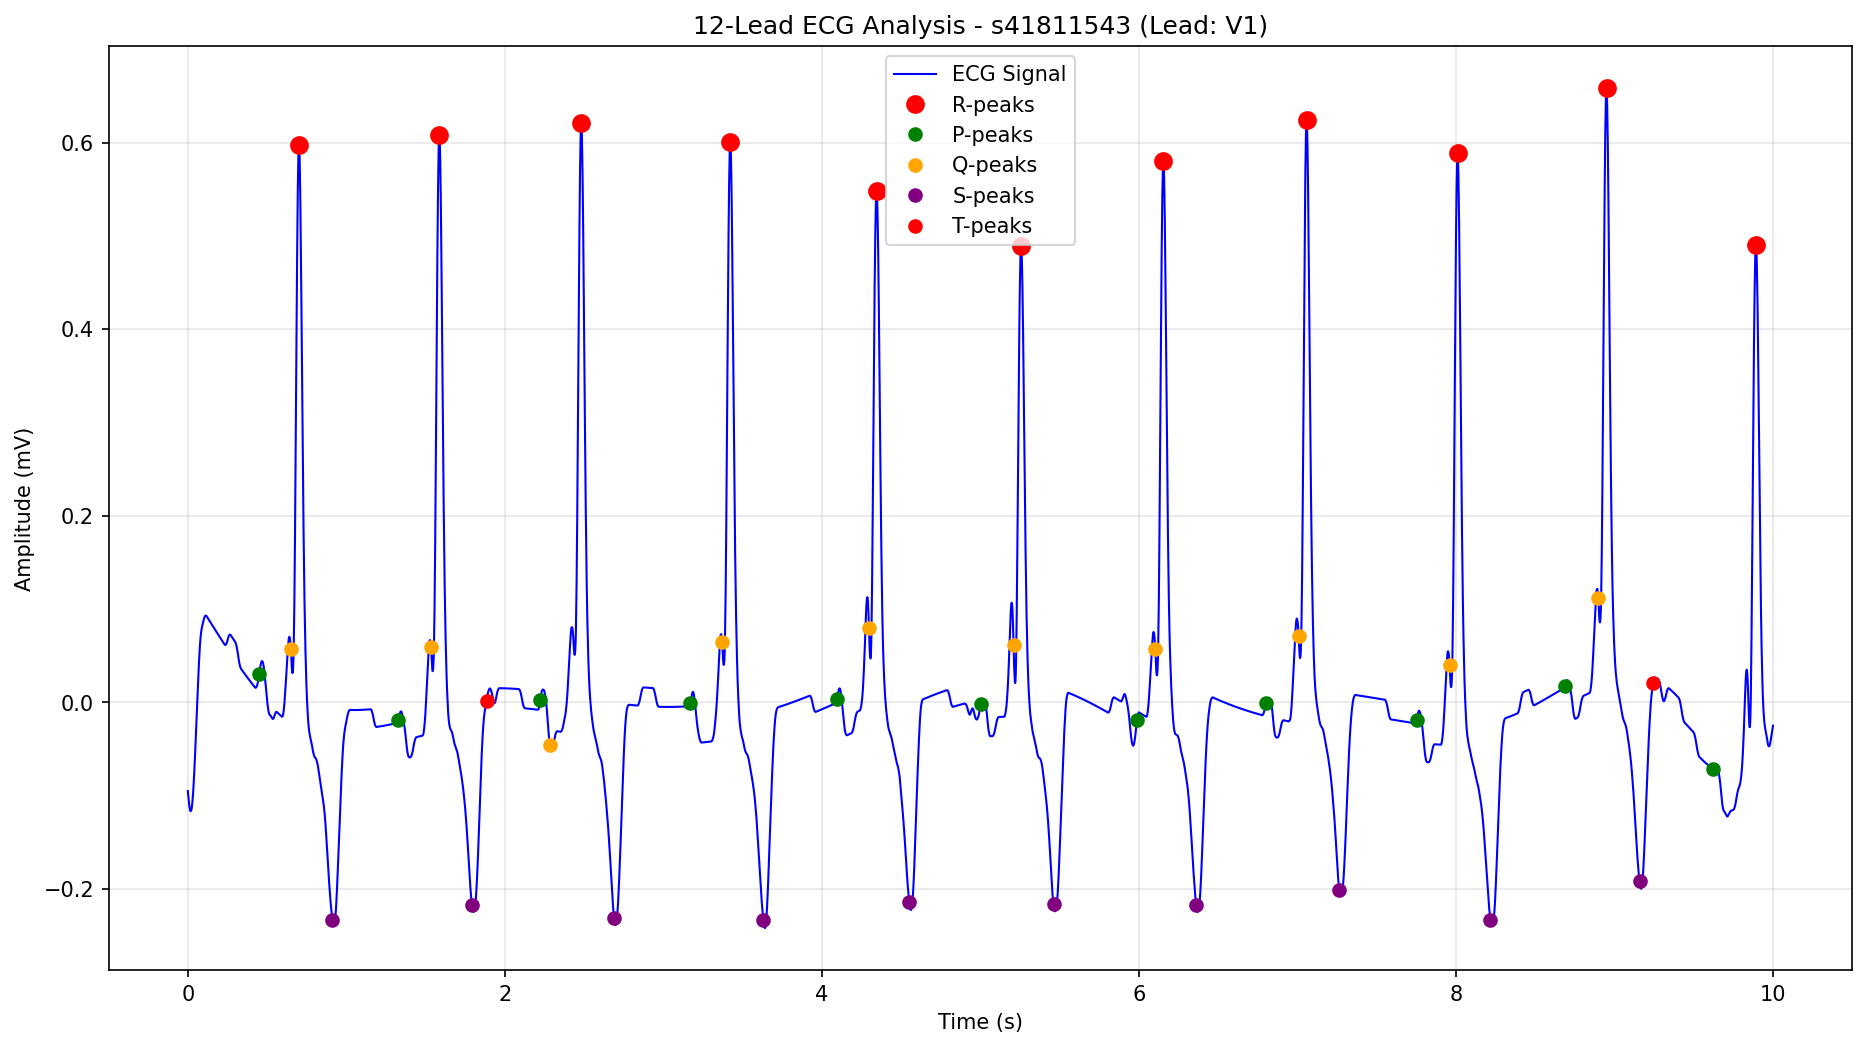 12-Lead ECG Analysis - s41811543 (Lead: V1)
ECG Signal
R-peaks
P-peaks
Q-peaks
S-peaks
T-peaks
Amplitude (mV)
0.6
0.4
0.2
0.0
−0.2
0 2 4 6 8 10
Time (s)